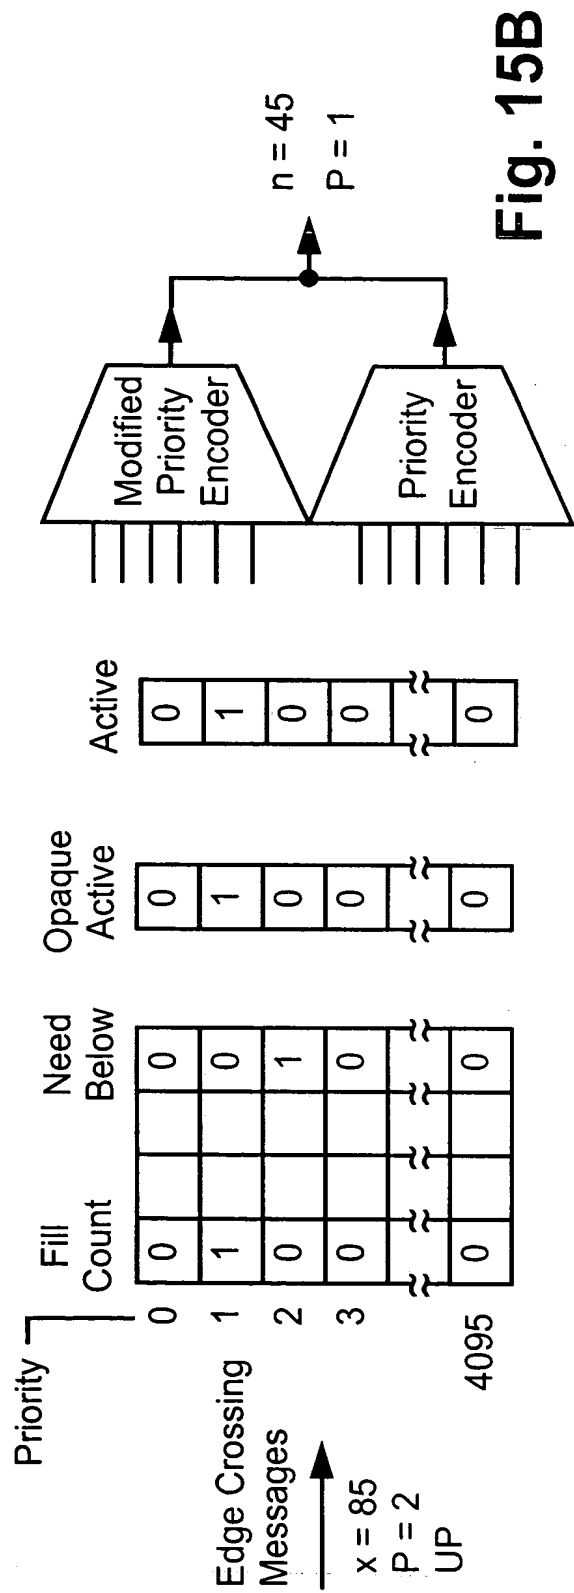 Priority
Fill Count
Need Below
Opaque Active
Active
0 0 0 0 0
1 1 0 1 1
2 0 1 0 0
3 0 0 0 0
4095 0 0 0 0
Edge Crossing
Messages
x = 85
P = 2
UP
Modified
Priority
Encoder
Priority
Encoder
n = 45
P = 1
Fig. 15B